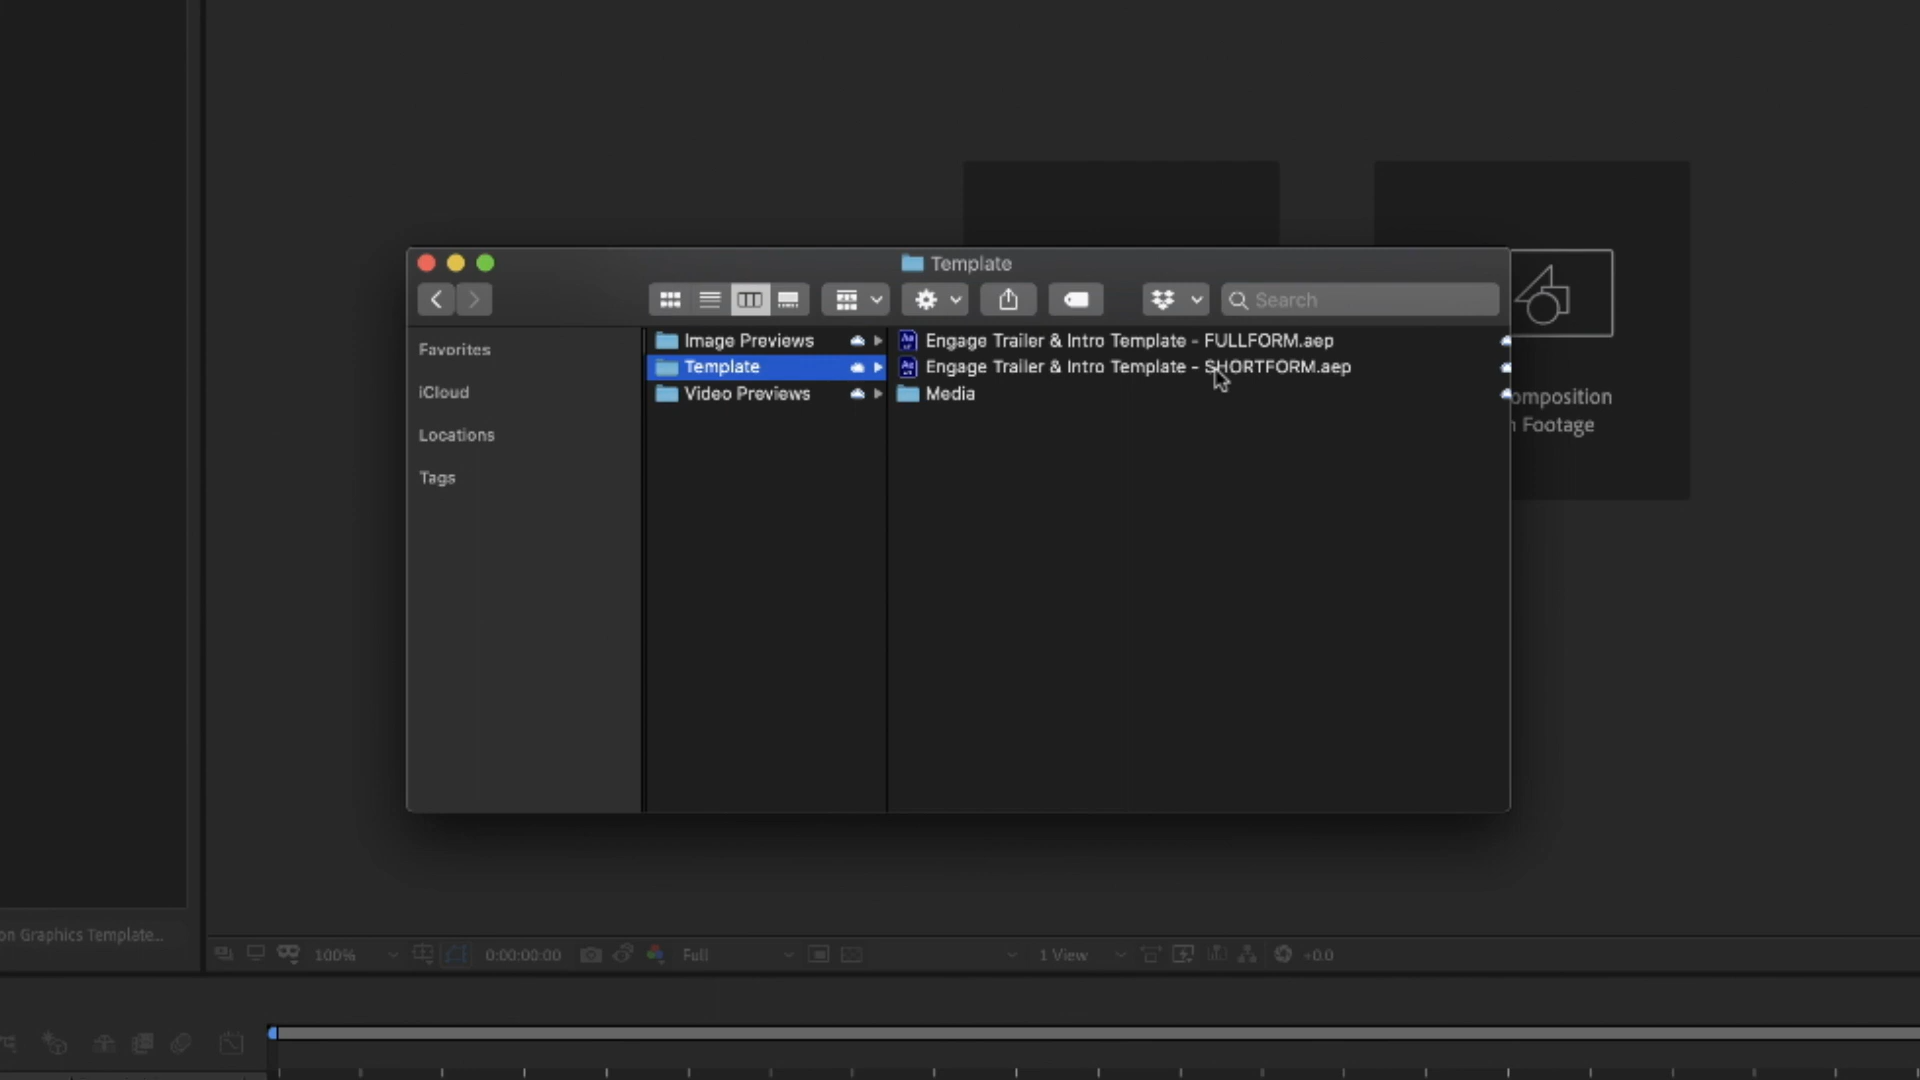 Template
Search
Favorites
iCloud
Locations
Tags
Image Previews
Template
Video Previews
Engage Trailer & Intro Template - FULLFORM.aep
Engage Trailer & Intro Template - SHORTFORM.aep
Media
omposition
Footage
on Graphics Template...
100%
0:00:00:00
Full
1 View
+0.0